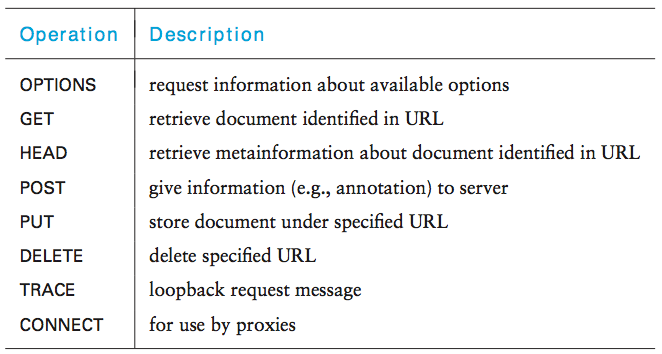 Operation Description
OPTIONS request information about available options
GET retrieve document identified in URL
HEAD retrieve metainformation about document identified in URL
POST give information (e.g., annotation) to server
PUT store document under specified URL
DELETE delete specified URL
TRACE loopback request message
CONNECT for use by proxies